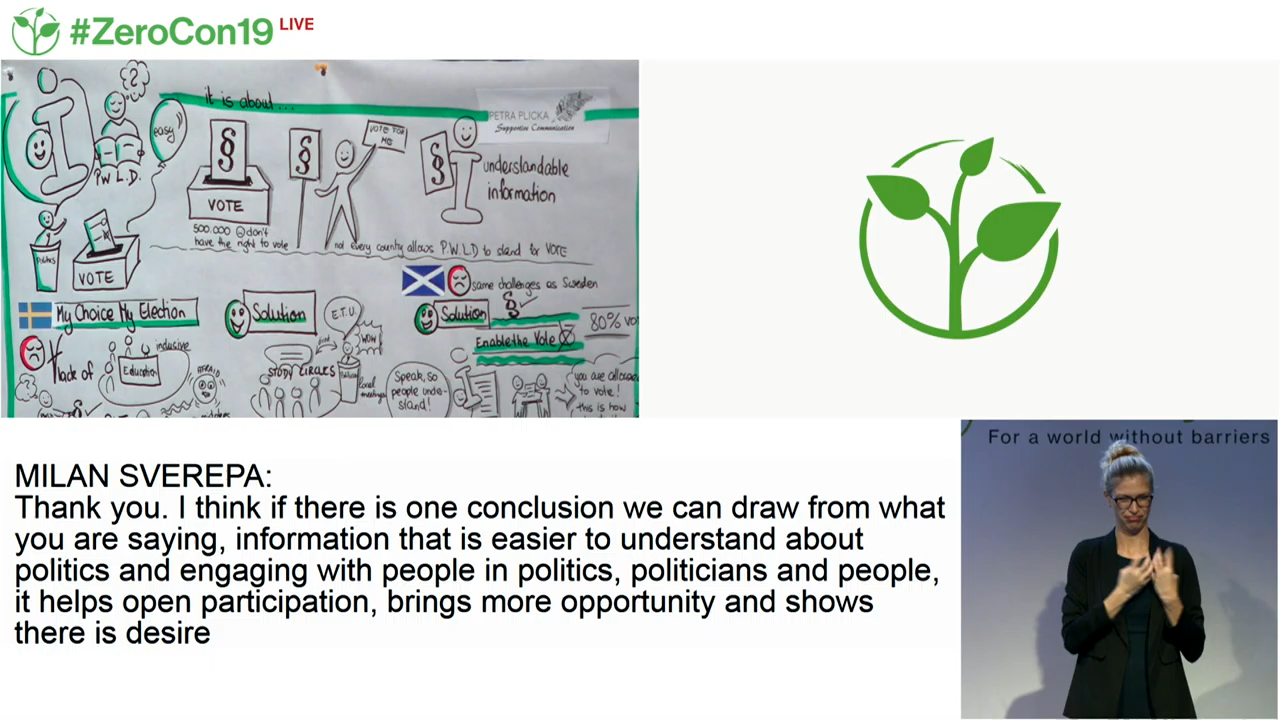 #ZeroCon19 LIVE
it is about...
PETRA PLICKA
Supportive Communication
easy
P.W.L.D.
VOTE
VOTE FOR ME
§
§
§
understandable
information
500.000 don't
have the right to vote
not every country allows P.W.L.D to stand for VOTE
Politics
VOTE
same challenges as Sweden
My Choice My Election
Solution
E.T.U.
Solution
§
80%
Enable the Vote
WOW!
lack of
Education
inclusive
AFRAID
STUDY CIRCLES
local
meetings
Speak, so
people unde-
stand!
you are allowed
to vote!
this is how
For a world without barriers
MILAN SVEREPA:
Thank you. I think if there is one conclusion we can draw from what
you are saying, information that is easier to understand about
politics and engaging with people in politics, politicians and people,
it helps open participation, brings more opportunity and shows
there is desire